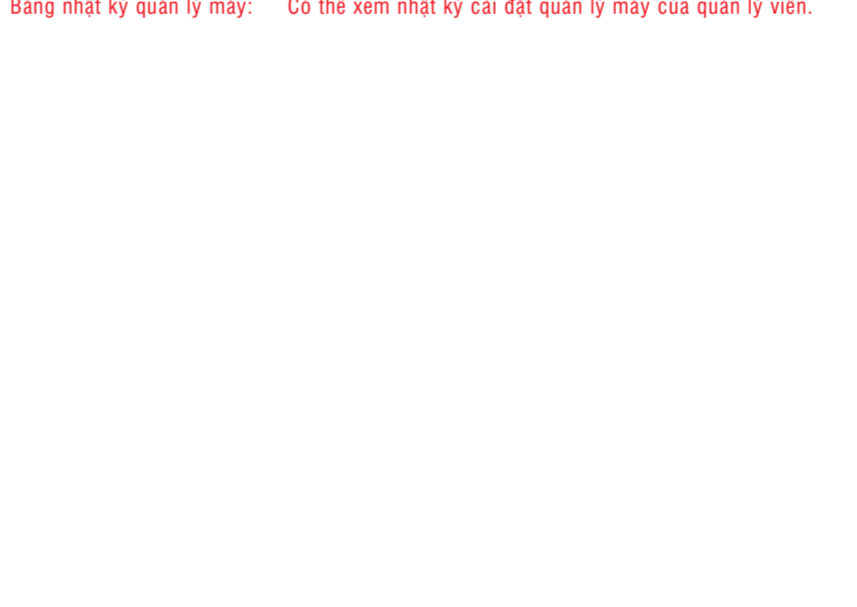 Bảng nhật ký quản lý máy: Có thể xem nhật ký cài đặt quản lý máy của quản lý viên.